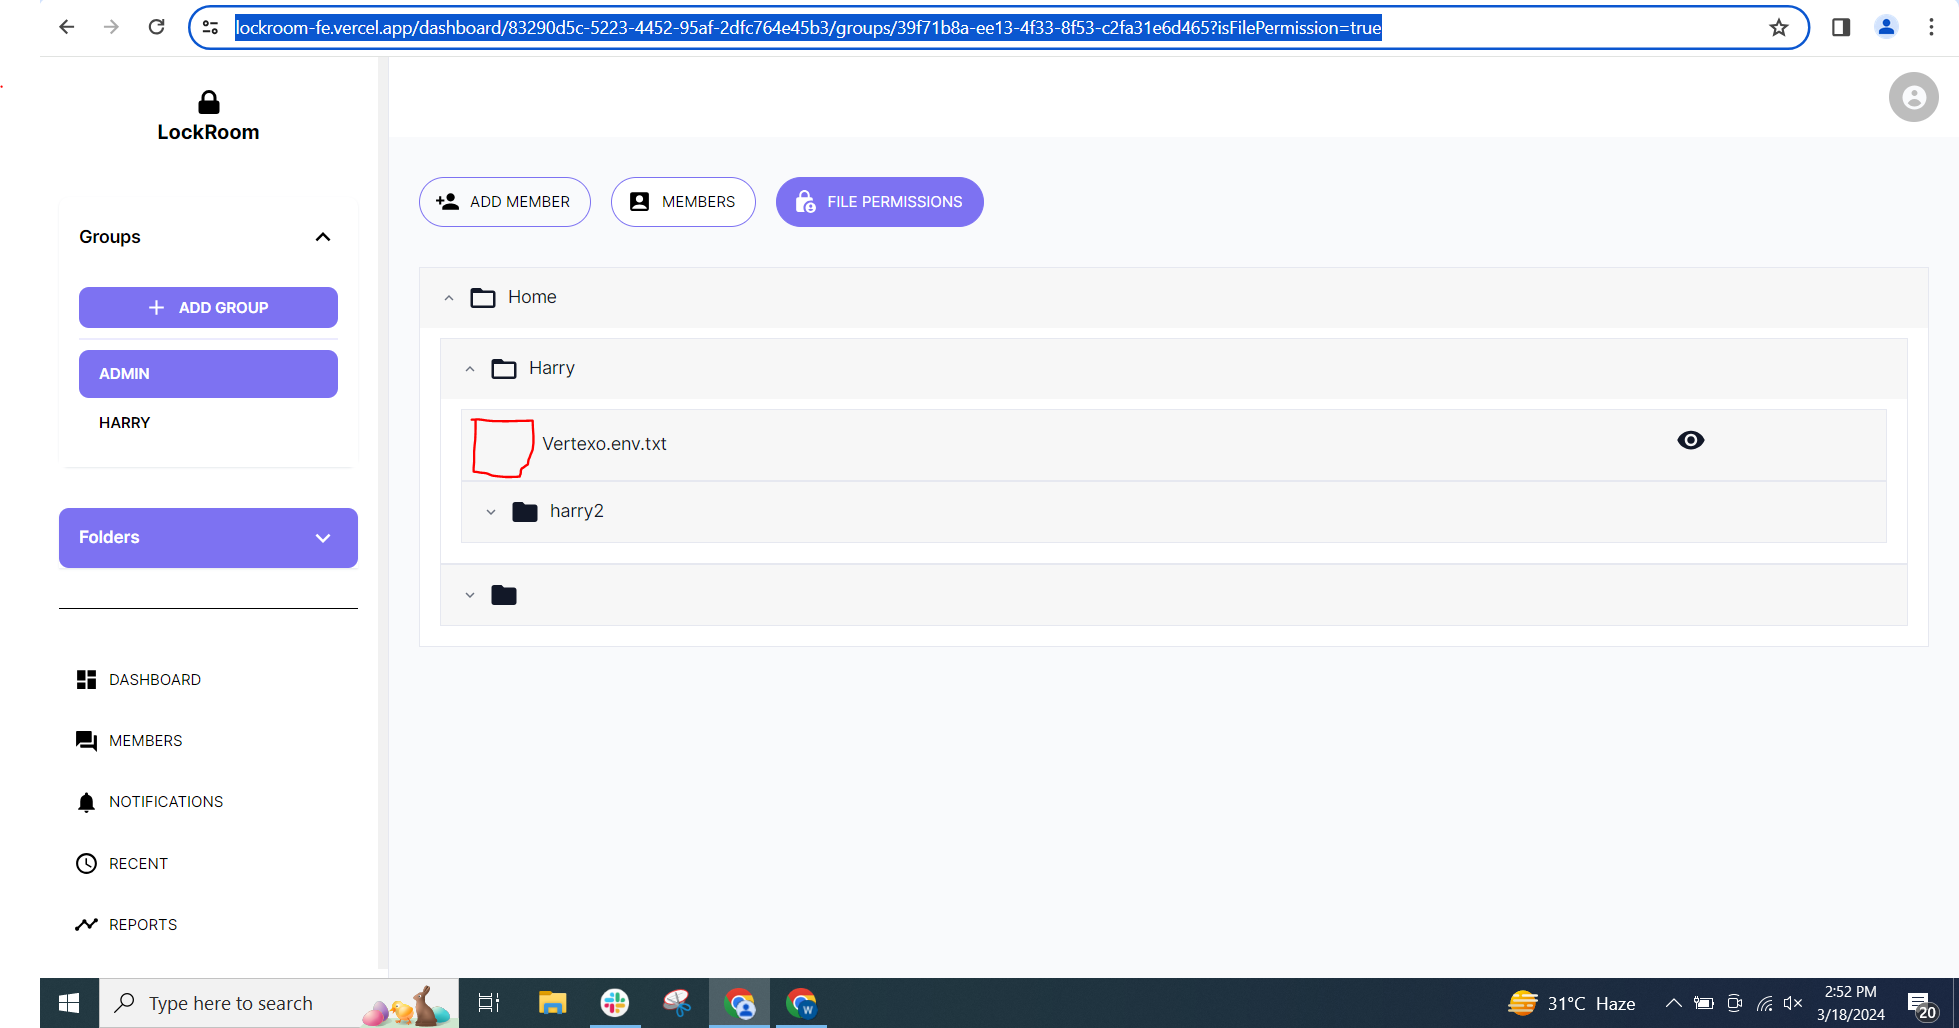 lockroom-fe.vercel.app/dashboard/83290d5c-5223-4452-95af-2dfc764e45b3/groups/39f71b8a-ee13-4f33-8f53-c2fa31e6d465?isFilePermission=true
LockRoom
Groups
ADD GROUP
ADMIN
HARRY
Folders
DASHBOARD
MEMBERS
NOTIFICATIONS
RECENT
REPORTS
ADD MEMBER
MEMBERS
FILE PERMISSIONS
Home
Harry
Vertexo.env.txt
harry2
Type here to search
W
31°C Haze
2:52 PM
3/18/2024
20